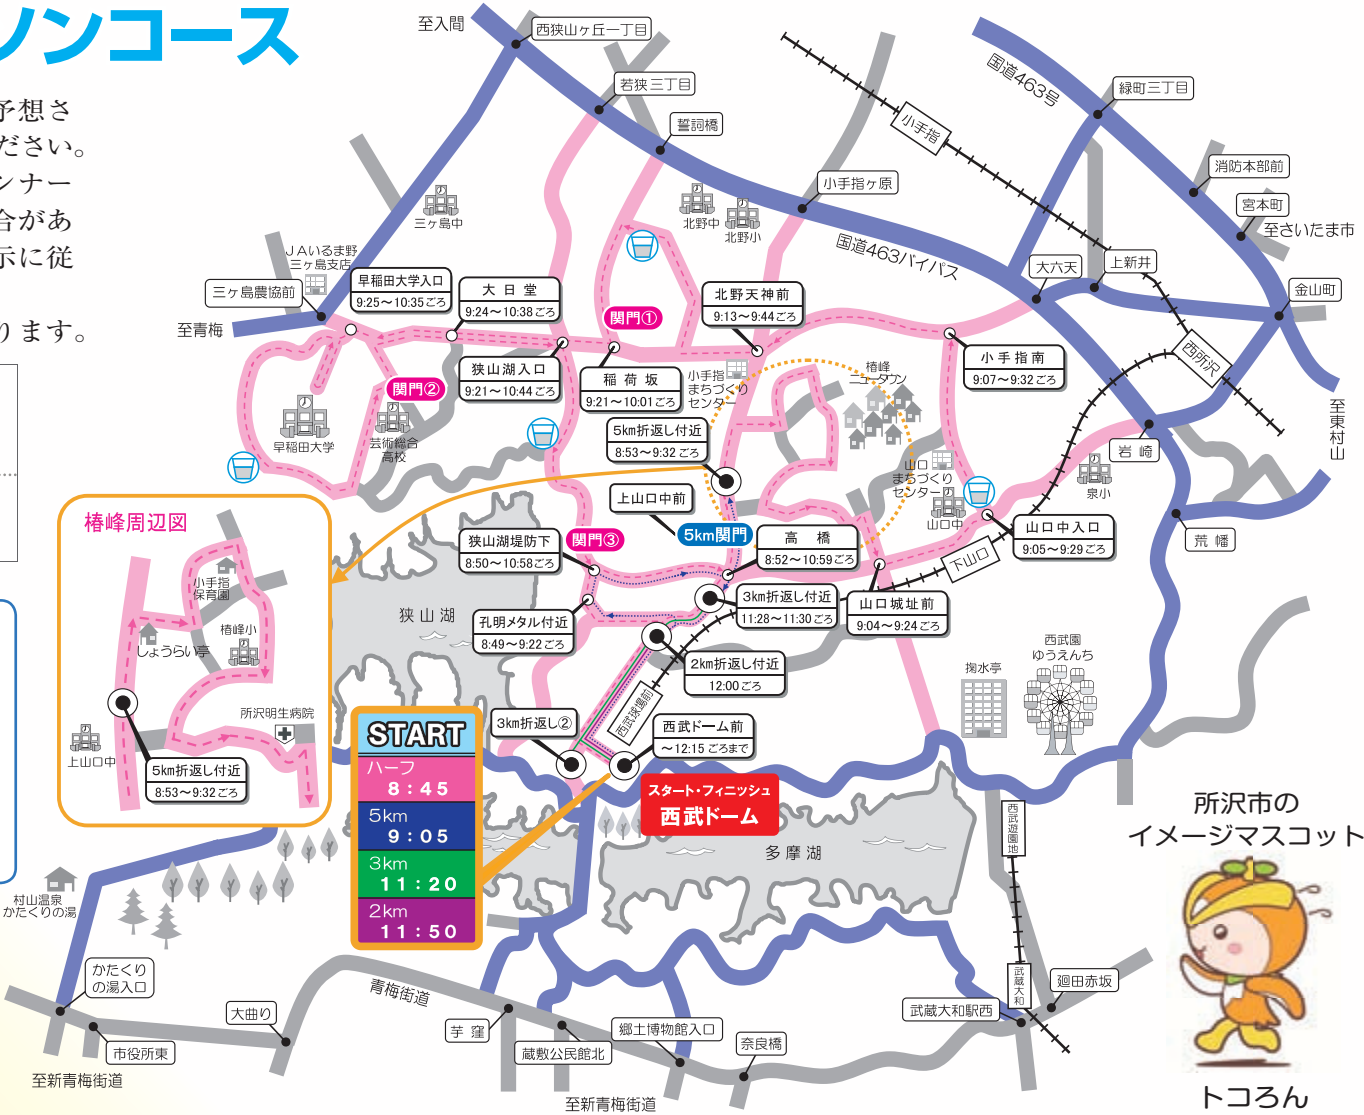 ソンコース
予想さ
ださい。
ンナー
合があ
示に従
ります。
至入間
西狭山ヶ丘一丁目
若狭三丁目
誓詞橋
国道463号
小手指
緑町三丁目
消防本部前
宮本町
至さいたま市
小手指ヶ原
三ヶ島中
北野中
北野小
国道463バイパス
大六天
上新井
金山町
JAいるま野
三ヶ島支店
三ヶ島農協前
至青梅
早稲田大学入口
9:25〜10:35ごろ
大日堂
9:24〜10:38ごろ
関門①
北野天神前
9:13〜9:44ごろ
狭山湖入口
9:21〜10:44ごろ
稲荷坂
9:21〜10:01ごろ
小手指
まちづくり
センター
椿峰
ニュータウン
小手指南
9:07〜9:32ごろ
西所沢
至東村山
関門②
早稲田大学
芸術総合
高校
5km折返し付近
8:53〜9:32ごろ
山口
まちづくり
センター
山口中
泉小
岩崎
荒幡
上山口中前
5km関門
山口中入口
9:05〜9:29ごろ
下山口
狭山湖堤防下
8:50〜10:58ごろ
関門③
高橋
8:52〜10:59ごろ
狭山湖
孔明メタル付近
8:49〜9:22ごろ
3km折返し付近
11:28〜11:30ごろ
山口城址前
9:04〜9:24ごろ
2km折返し付近
12:00ごろ
西武球場前
掬水亭
西武園
ゆうえんち
3km折返し②
西武ドーム前
〜12:15ごろまで
スタート・フィニッシュ
西武ドーム
椿峰周辺図
小手指
保育園
椿峰小
しょうらい亭
所沢明生病院
上山口中
5km折返し付近
8:53〜9:32ごろ
START
ハーフ
8:45
5km
9:05
3km
11:20
2km
11:50
多摩湖
西武遊園地
武蔵大和
武蔵大和駅西
廻田赤坂
村山温泉
かたくりの湯
かたくり
の湯入口
市役所東
至新青梅街道
大曲り
青梅街道
芋窪
蔵敷公民館北
郷土博物館入口
奈良橋
至新青梅街道
所沢市の
イメージマスコット
トコろん